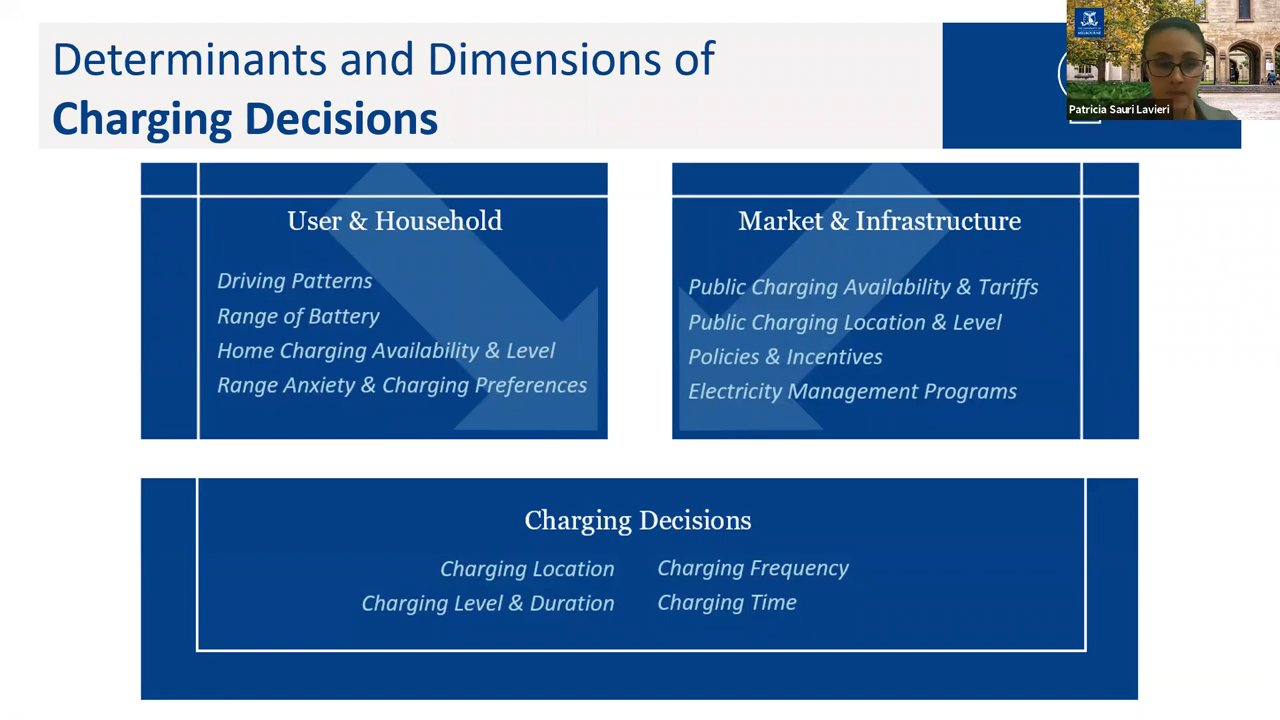 Determinants and Dimensions of
Charging Decisions
MELBOURNE
Patricia Sauri Lavieri
User & Household
Driving Patterns
Range of Battery
Home Charging Availability & Level
Range Anxiety & Charging Preferences
Market & Infrastructure
Public Charging Availability & Tariffs
Public Charging Location & Level
Policies & Incentives
Electricity Management Programs
Charging Decisions
Charging Location
Charging Level & Duration
Charging Frequency
Charging Time